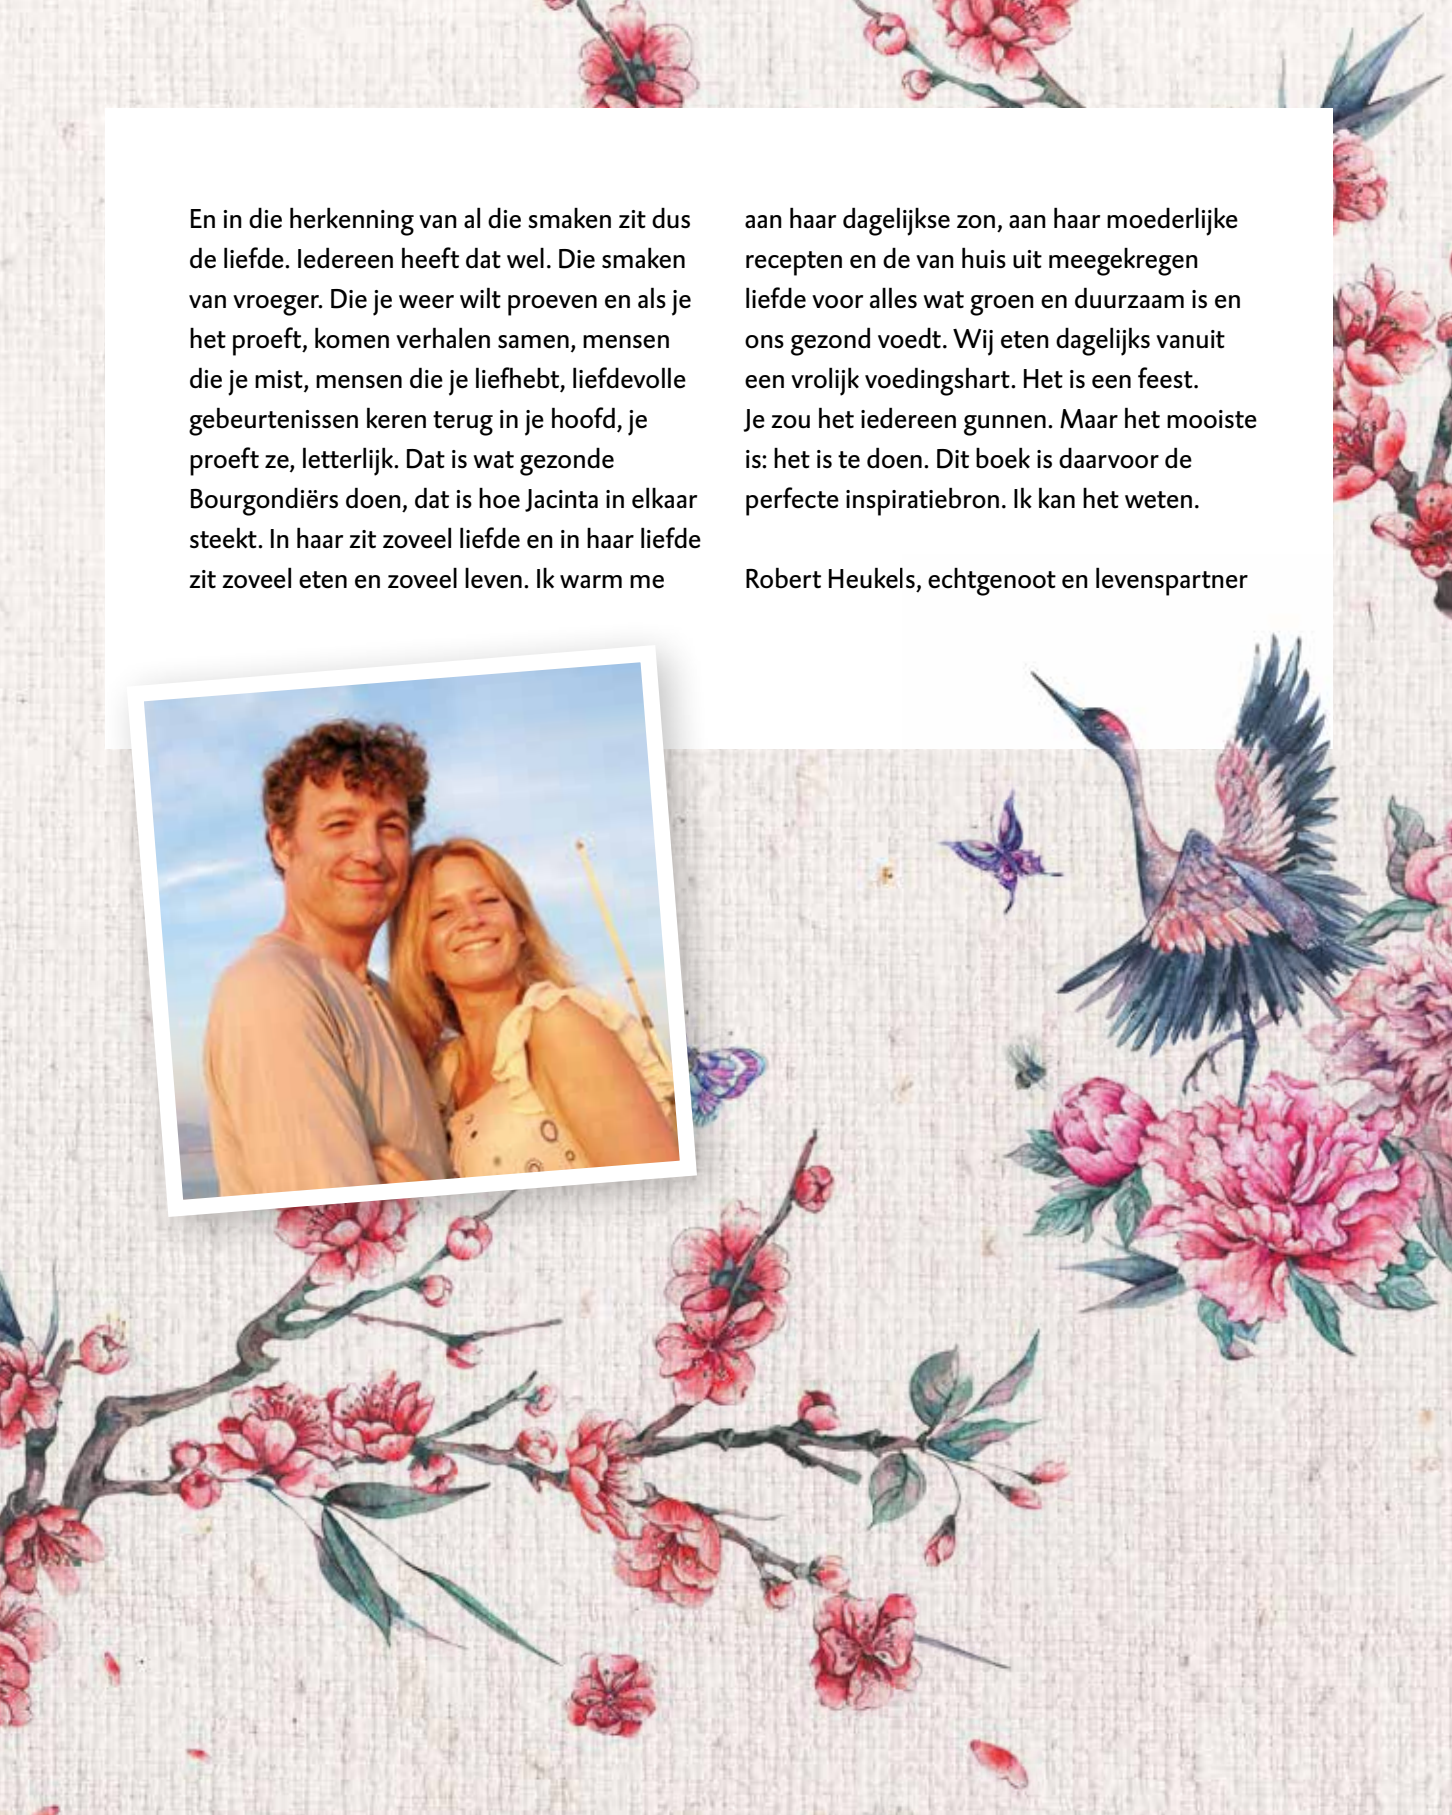 En in die herkenning van al die smaken zit dus
de liefde. Iedereen heeft dat wel. Die smaken
van vroeger. Die je weer wilt proeven en als je
het proeft, komen verhalen samen, mensen
die je mist, mensen die je liefhebt, liefdevolle
gebeurtenissen keren terug in je hoofd, je
proeft ze, letterlijk. Dat is wat gezonde
Bourgondiërs doen, dat is hoe Jacinta in elkaar
steekt. In haar zit zoveel liefde en in haar liefde
zit zoveel eten en zoveel leven. Ik warm me
aan haar dagelijkse zon, aan haar moederlijke
recepten en de van huis uit meegekregen
liefde voor alles wat groen en duurzaam is en
ons gezond voedt. Wij eten dagelijks vanuit
een vrolijk voedingshart. Het is een feest.
Je zou het iedereen gunnen. Maar het mooiste
is: het is te doen. Dit boek is daarvoor de
perfecte inspiratiebron. Ik kan het weten.
Robert Heukels, echtgenoot en levenspartner